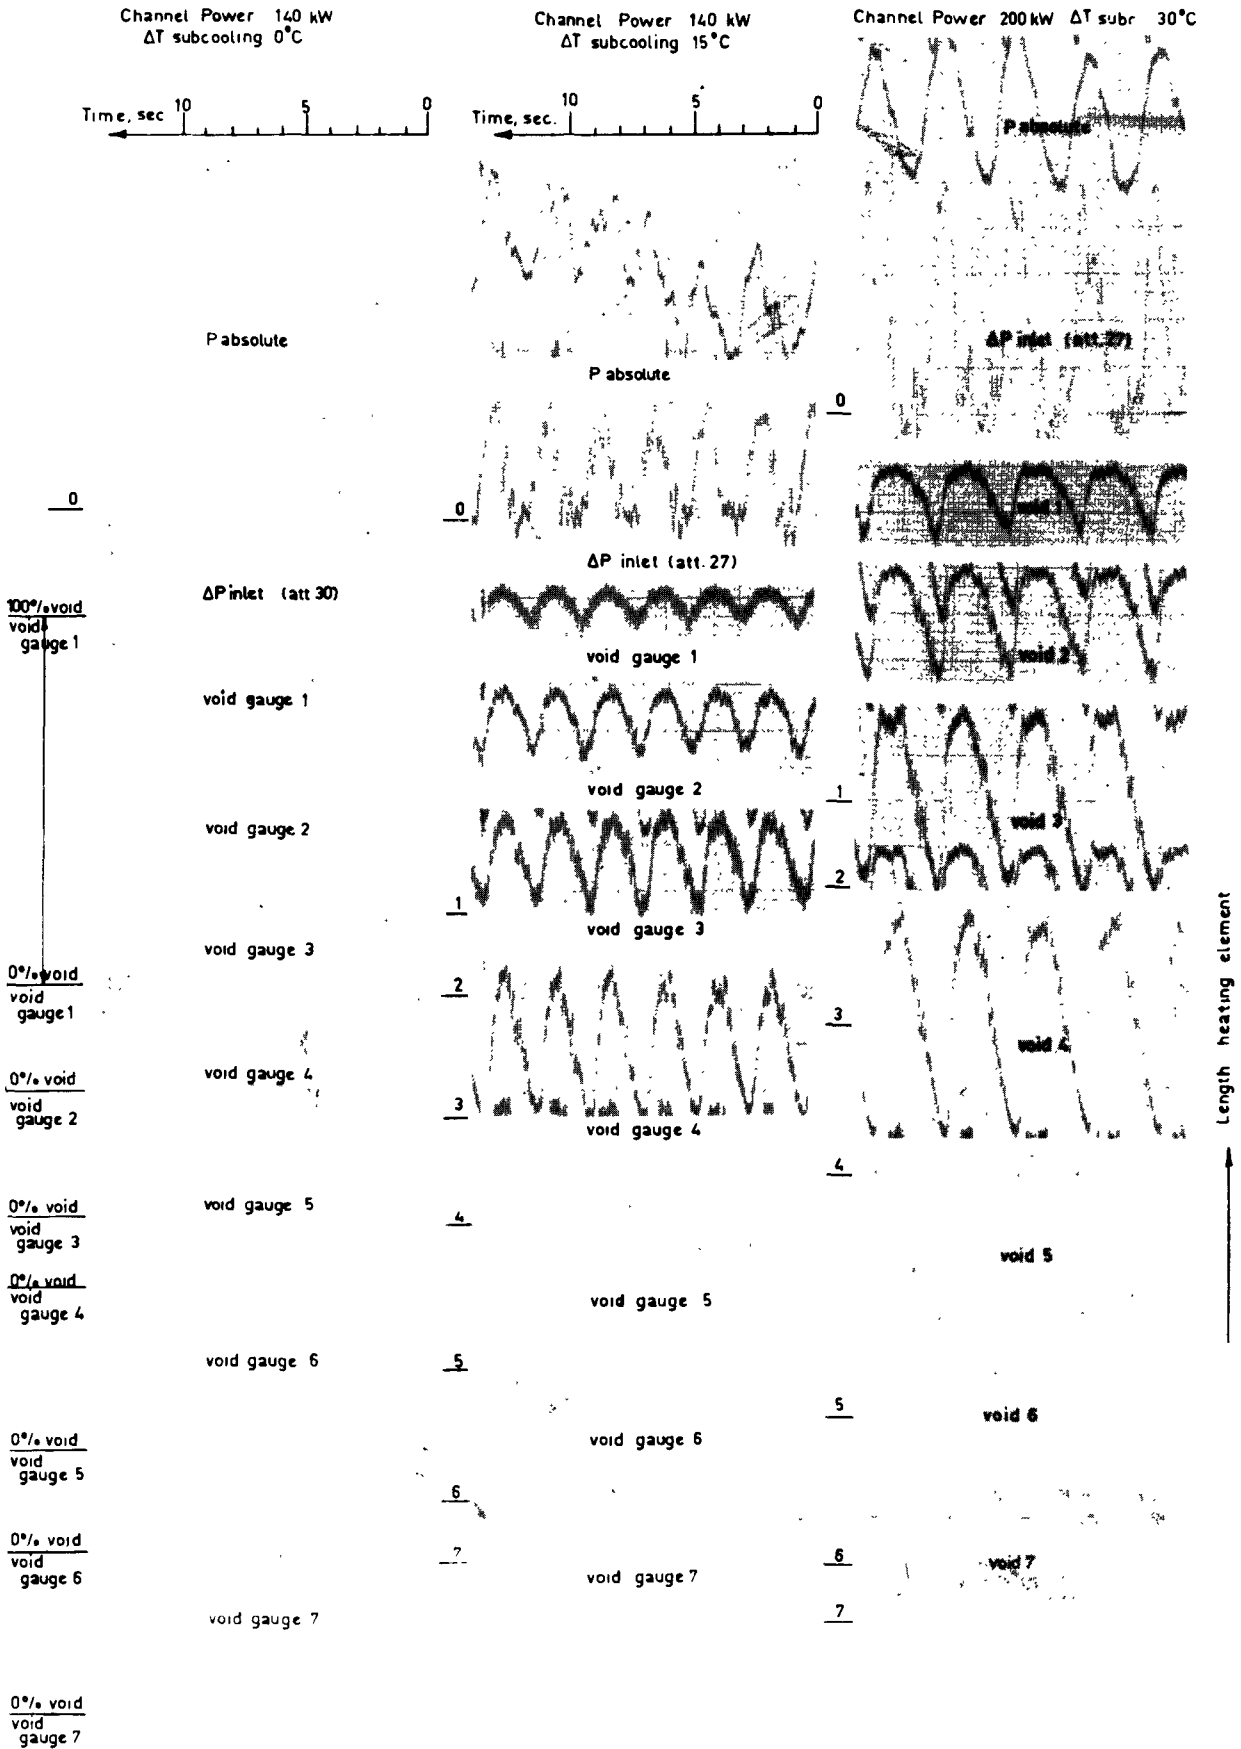 Channel Power 140 kW
ΔT subcooling 0°C
Time, sec 10 5 0
P absolute
0
ΔP inlet (att 30)
100% void
void
gauge 1
void gauge 1
void gauge 2
void gauge 3
0% void
void
gauge 1
void gauge 4
0% void
void
gauge 2
void gauge 5
0% void
void
gauge 3
0% void
void
gauge 4
void gauge 6
0% void
void
gauge 5
0% void
void
gauge 6
void gauge 7
0% void
void
gauge 7
Channel Power 140 kW
ΔT subcooling 15°C
Time, sec. 10 5 0
P absolute
0
ΔP inlet (att. 27)
void gauge 1
void gauge 2
1
void gauge 3
2
3
void gauge 4
4
void gauge 5
5
void gauge 6
6
7
void gauge 7
Channel Power 200 kW ΔT subr 30°C
P absolute
ΔP inlet (att. 27)
0
void 1
void 2
1
void 3
2
3
void 4
4
void 5
5
void 6
6
void 7
7
Length heating element